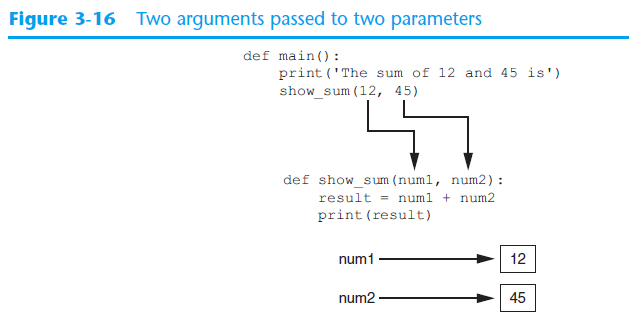 Figure 3-16 Two arguments passed to two parameters
def main():
    print('The sum of 12 and 45 is')
    show_sum(12, 45)
def show_sum(num1, num2):
    result = num1 + num2
    print(result)
num1 12
num2 45